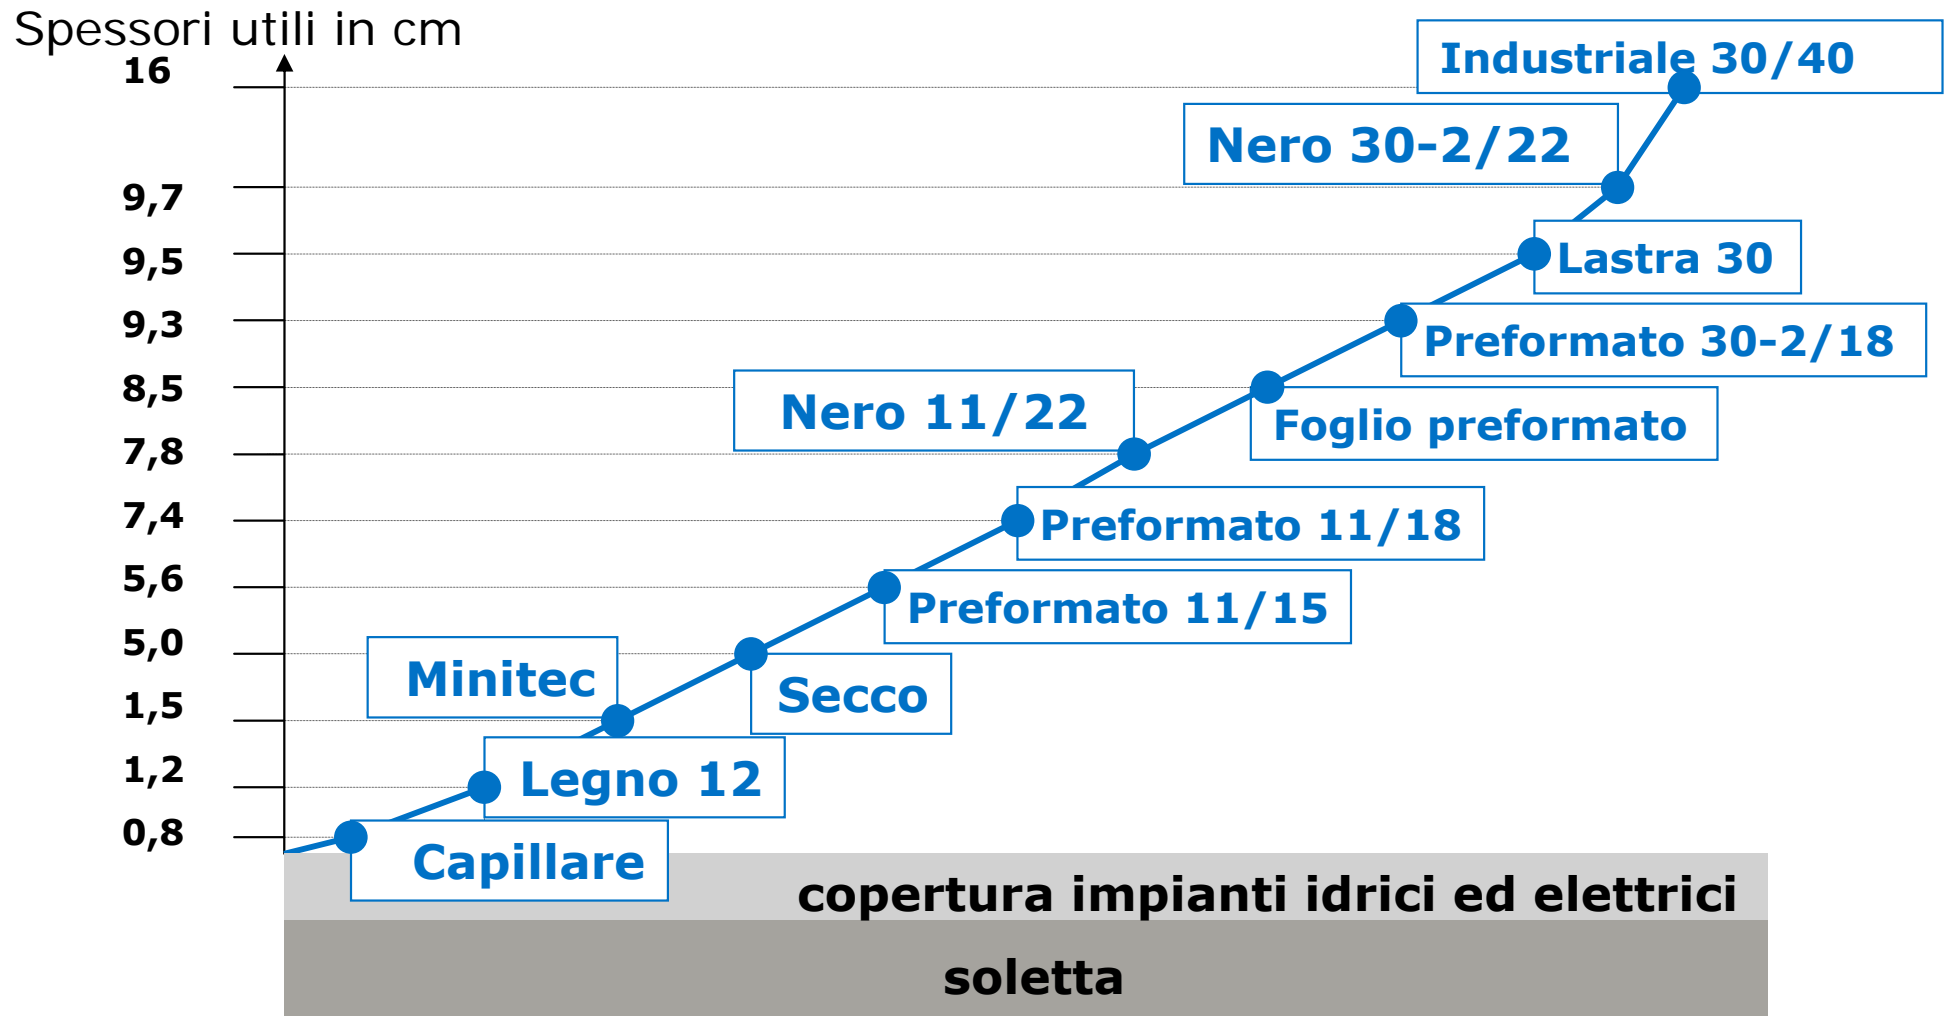 Spessori utili in cm
16
Industriale 30/40
Nero 30-2/22
9,7
9,5
Lastra 30
9,3
Preformato 30-2/18
8,5
Nero 11/22
Foglio preformato
7,8
7,4
Preformato 11/18
5,6
Preformato 11/15
5,0
Minitec
Secco
1,5
1,2
Legno 12
0,8
Capillare
copertura impianti idrici ed elettrici
soletta